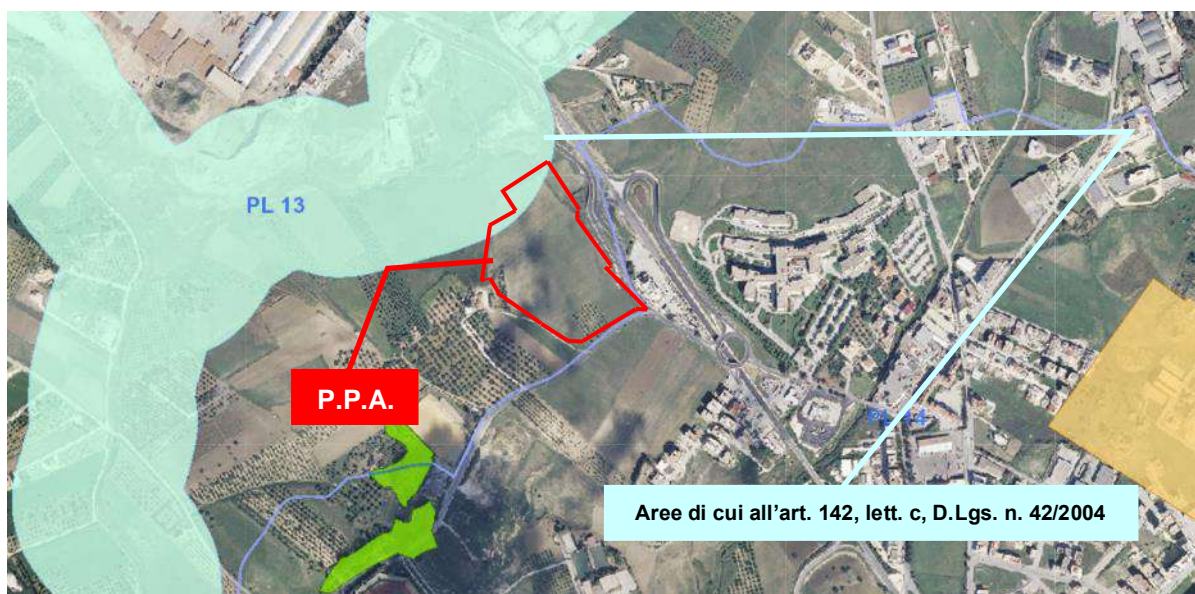 PL 13
P.P.A.
PL 14
Aree di cui all'art. 142, lett. c, D.Lgs. n. 42/2004